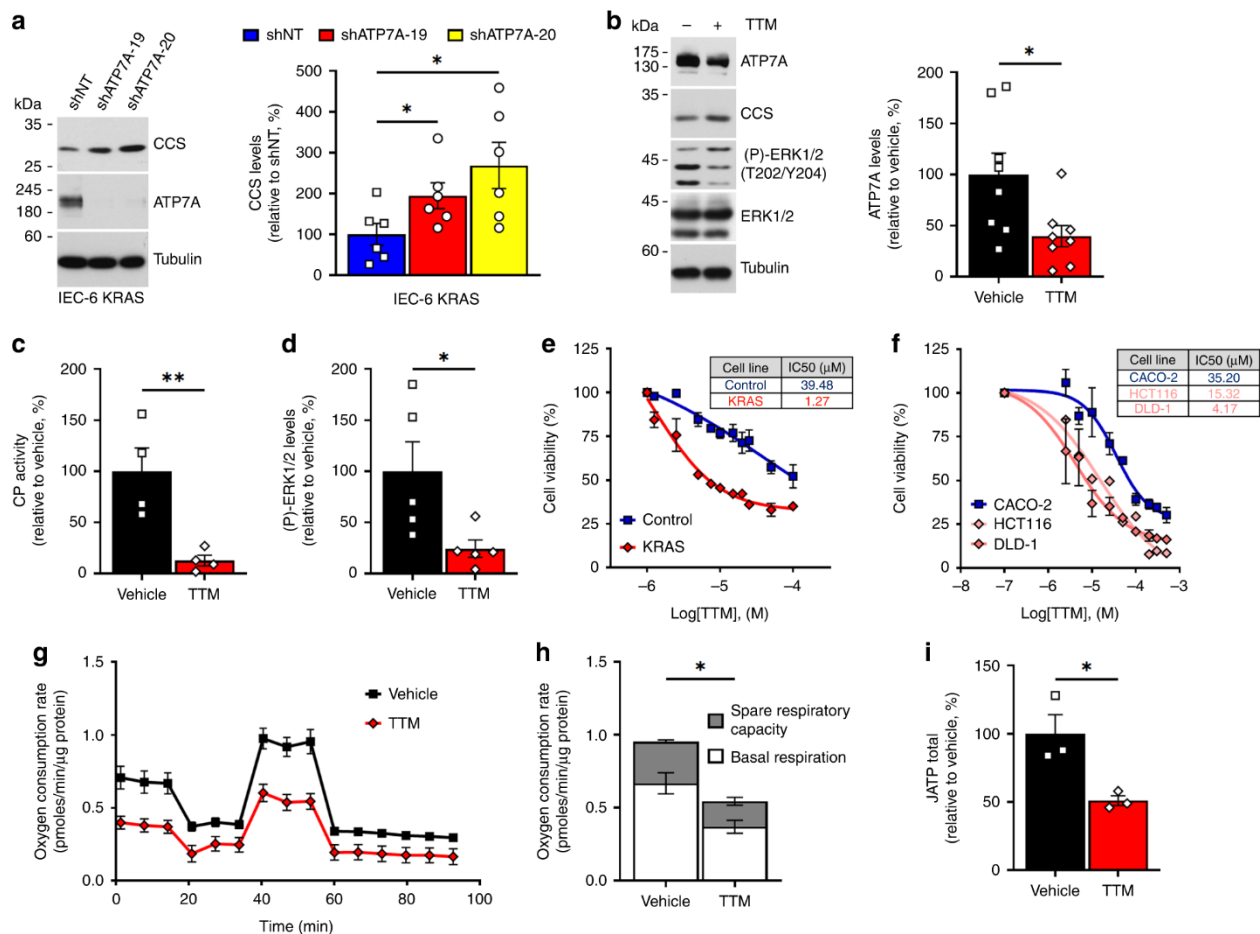 a
shNT
shATP7A-19
shATP7A-20
kDa
35
25
245
180
60
CCS
ATP7A
Tubulin
IEC-6 KRAS
shNT shATP7A-19 shATP7A-20
CCS levels
(relative to shNT, %)
500
400
300
200
100
0
*
*
IEC-6 KRAS
b
kDa – + TTM
175
130
35
45
45
60
ATP7A
CCS
(P)-ERK1/2
(T202/Y204)
ERK1/2
Tubulin
ATP7A levels
(relative to vehicle, %)
200
150
100
50
0
*
Vehicle TTM
c
CP activity
(relative to vehicle, %)
200
150
100
50
0
**
Vehicle TTM
d
(P)-ERK1/2 levels
(relative to vehicle, %)
200
150
100
50
0
*
Vehicle TTM
e
Cell viability (%)
125
100
75
50
25
0
Cell line IC50 (μM)
Control 39.48
KRAS 1.27
Control
KRAS
–6 –5 –4
Log[TTM], (M)
f
Cell viability (%)
125
100
75
50
25
0
Cell line IC50 (μM)
CACO-2 35.20
HCT116 15.32
DLD-1 4.17
CACO-2
HCT116
DLD-1
–8 –7 –6 –5 –4 –3
Log[TTM], (M)
g
Oxygen consumption rate
(pmoles/min/μg protein)
1.5
1.0
0.5
0.0
Vehicle
TTM
0 20 40 60 80 100
Time (min)
h
Oxygen consumption rate
(pmoles/min/μg protein)
1.5
1.0
0.5
0.0
*
Spare respiratory
capacity
Basal respiration
Vehicle TTM
i
JATP total
(relative to vehicle, %)
150
100
50
0
*
Vehicle TTM